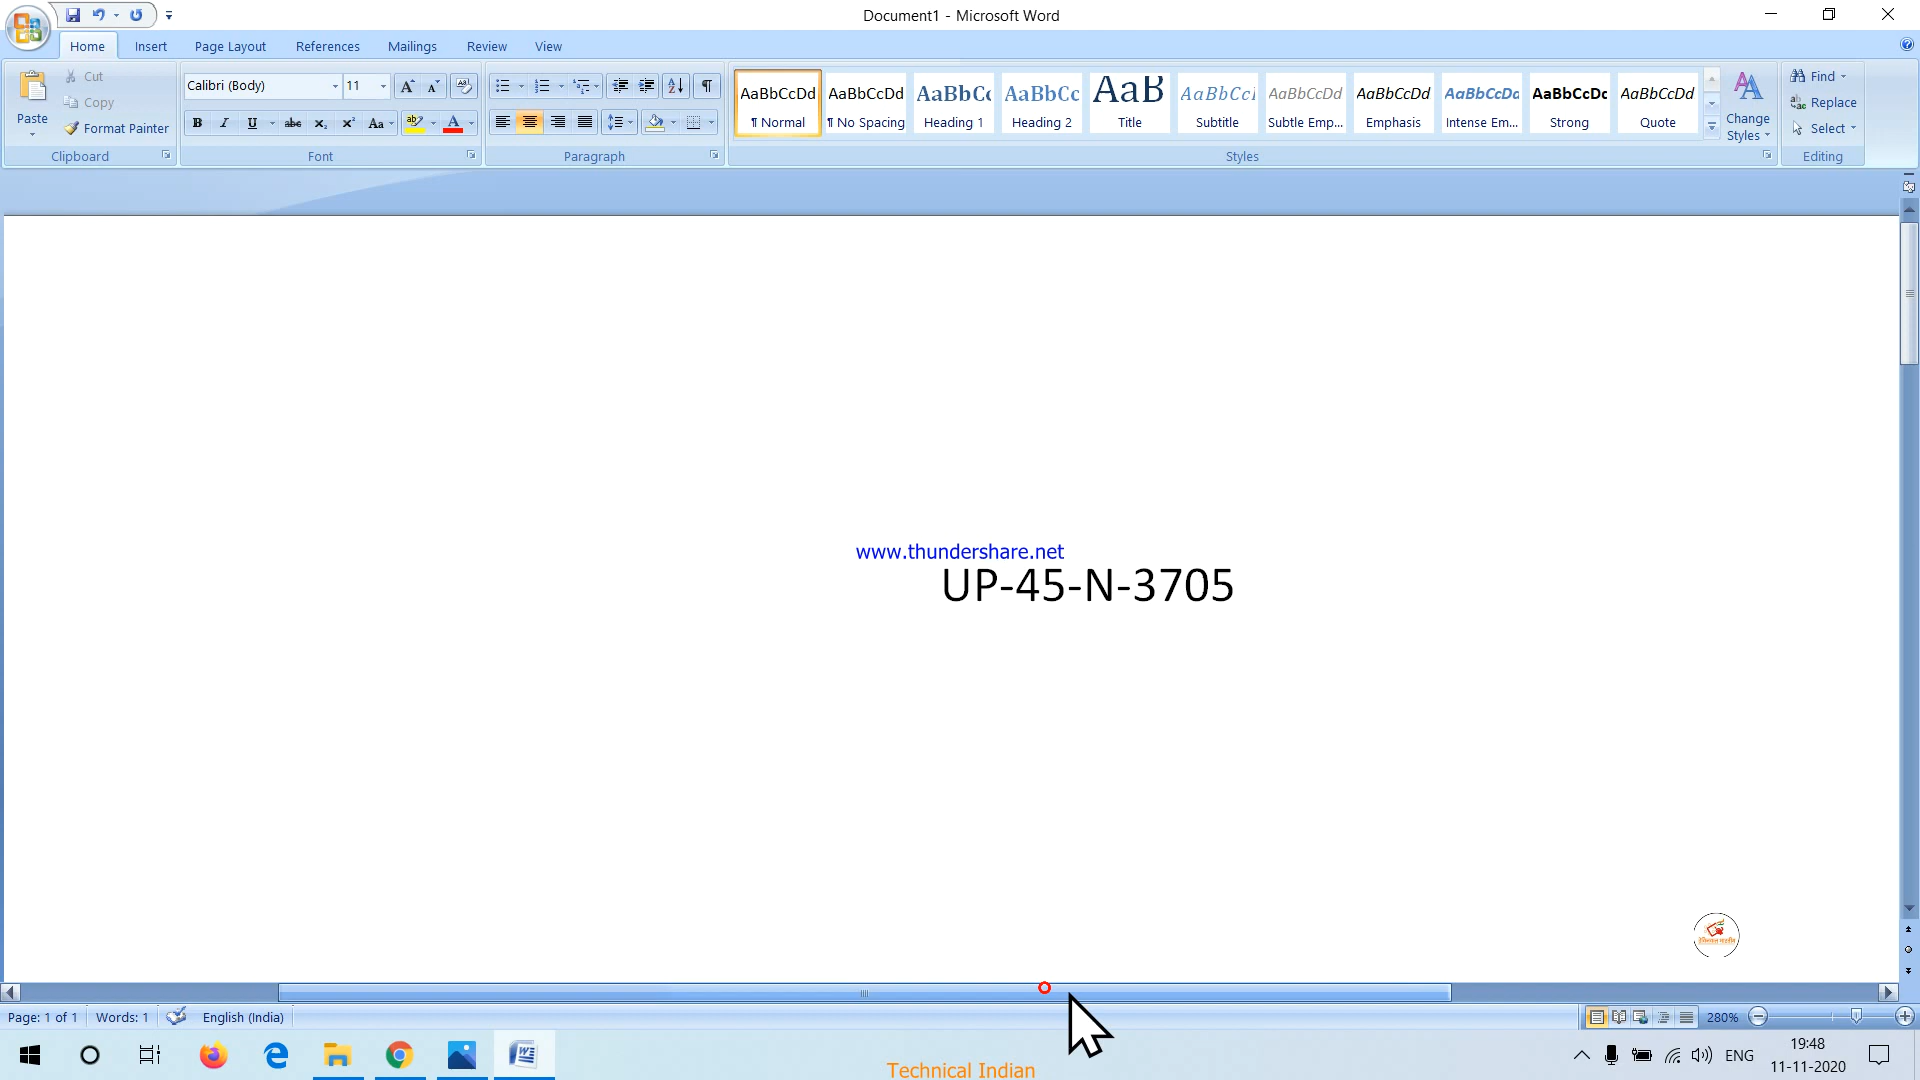 Document1 - Microsoft Word
Home Insert Page Layout References Mailings Review View
Paste
Cut
Copy
Format Painter
Clipboard
Calibri (Body) 11
Font
Paragraph
AaBbCcDd AaBbCcDd AaBbCc AaBbCc AaB AaBbCcI AaBbCcDd AaBbCcDd AaBbCcDd AaBbCcDd AaBbCcDd
¶ Normal ¶ No Spacing Heading 1 Heading 2 Title Subtitle Subtle Emp... Emphasis Intense Em... Strong Quote
Change Styles
Styles
Find
Replace
Select
Editing
www.thundershare.net
UP-45-N-3705
Page: 1 of 1 Words: 1 English (India) 280%
ENG
19:48
11-11-2020
Technical Indian